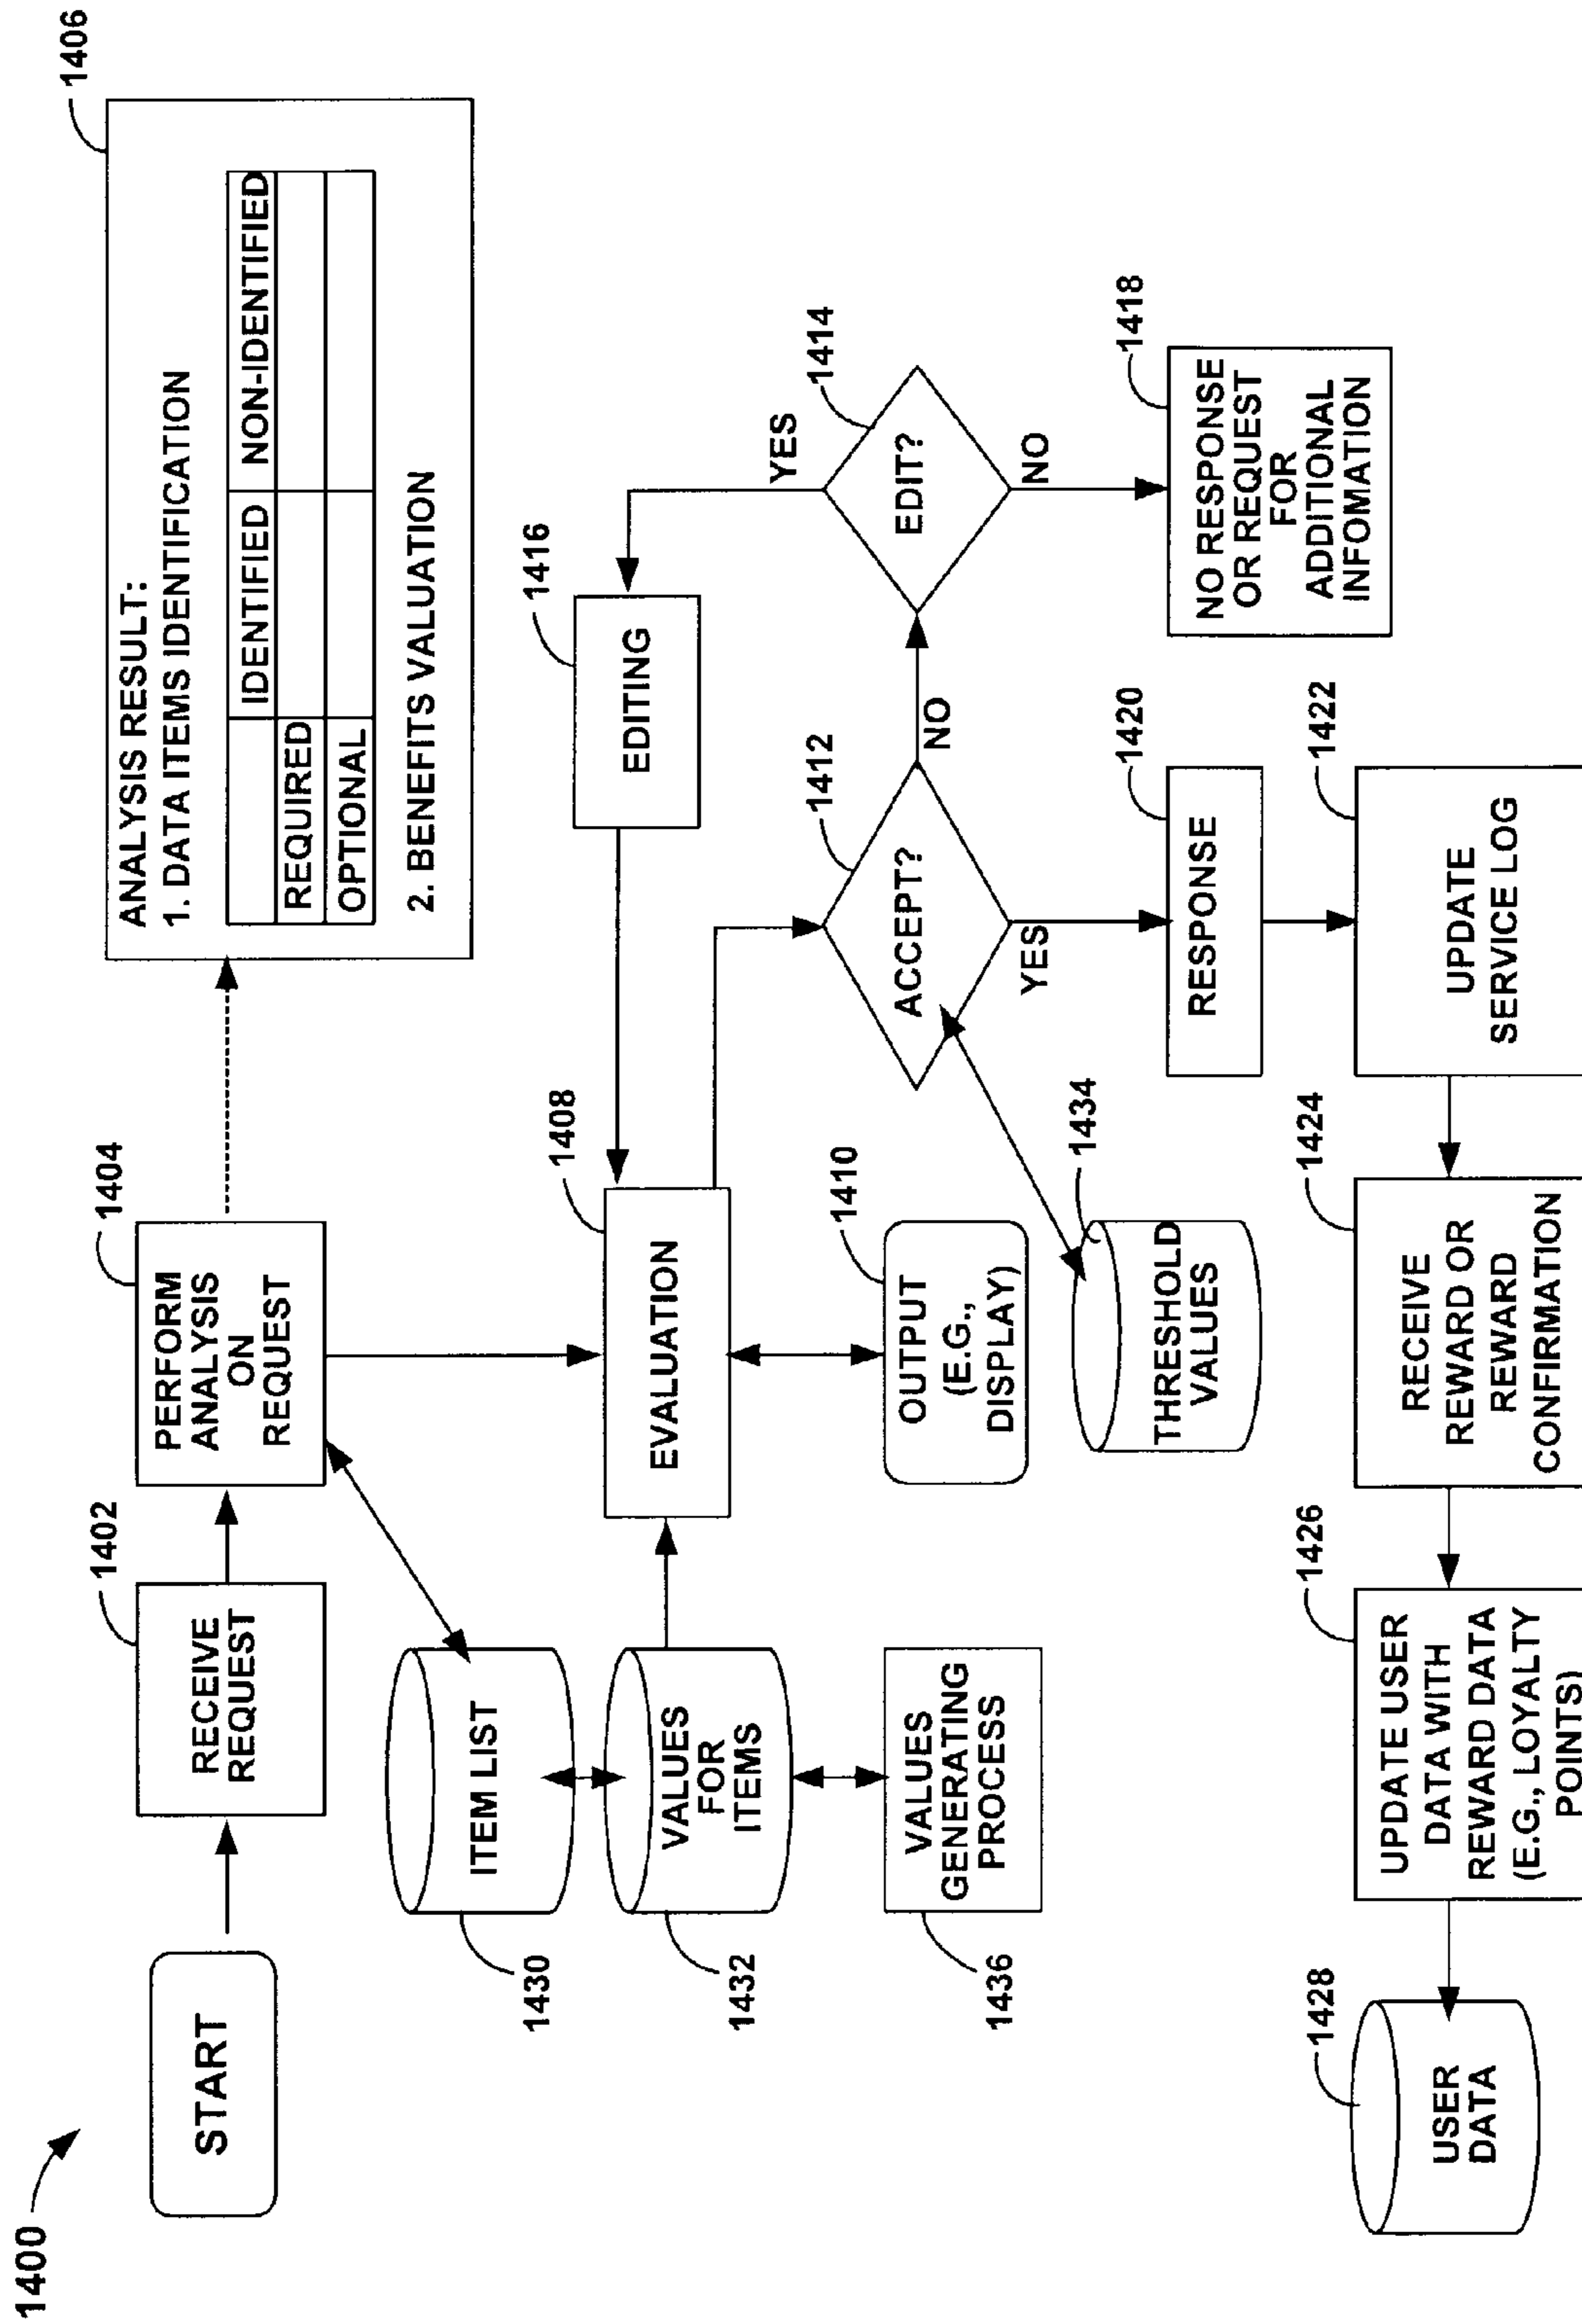 1400
START
1402
RECEIVE
REQUEST
1404
PERFORM
ANALYSIS
ON
REQUEST
1406
ANALYSIS RESULT:
1. DATA ITEMS IDENTIFICATION
IDENTIFIED NON-IDENTIFIED
REQUIRED
OPTIONAL
2. BENEFITS VALUATION
1430
ITEM LIST
1432
VALUES
FOR
ITEMS
1436
VALUES
GENERATING
PROCESS
1408
EVALUATION
1410
OUTPUT
(E.G.,
DISPLAY)
1434
THRESHOLD
VALUES
1416
EDITING
1412
ACCEPT?
NO
YES
1414
EDIT?
YES
NO
1418
NO RESPONSE
OR REQUEST
FOR
ADDITIONAL
INFOMATION
1420
RESPONSE
1422
UPDATE
SERVICE LOG
1424
RECEIVE
REWARD OR
REWARD
CONFIRMATION
1426
UPDATE USER
DATA WITH
REWARD DATA
(E.G., LOYALTY
POINTS)
1428
USER
DATA